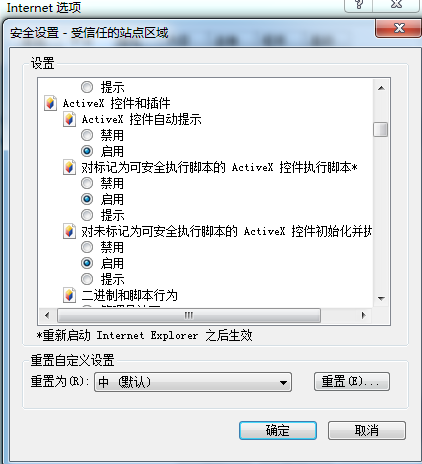 Internet 选项
安全设置 - 受信任的站点区域
设置
提示
ActiveX 控件和插件
ActiveX 控件自动提示
禁用
启用
对标记为可安全执行脚本的 ActiveX 控件执行脚本*
禁用
启用
提示
对未标记为可安全执行脚本的 ActiveX 控件初始化并执
禁用
启用
提示
二进制和脚本行为
*重新启动 Internet Explorer 之后生效
重置自定义设置
重置为(R): 中 (默认) 重置(E)...
确定 取消